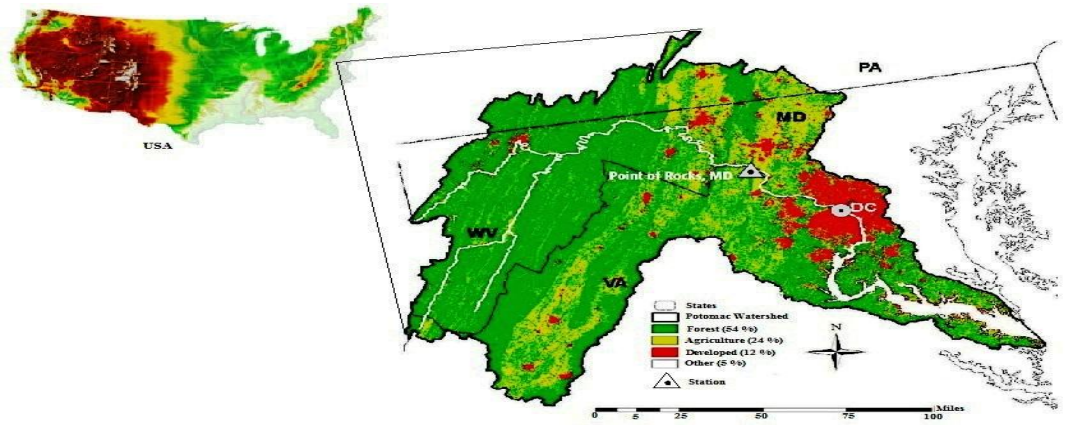 USA
PA
MD
Point of Rocks, MD
DC
WV
VA
States
Potomac Watershed
Forest (54 %)
Agriculture (24 %)
Developed (12 %)
Other (5 %)
Station
N
Miles
0 5 25 50 75 100